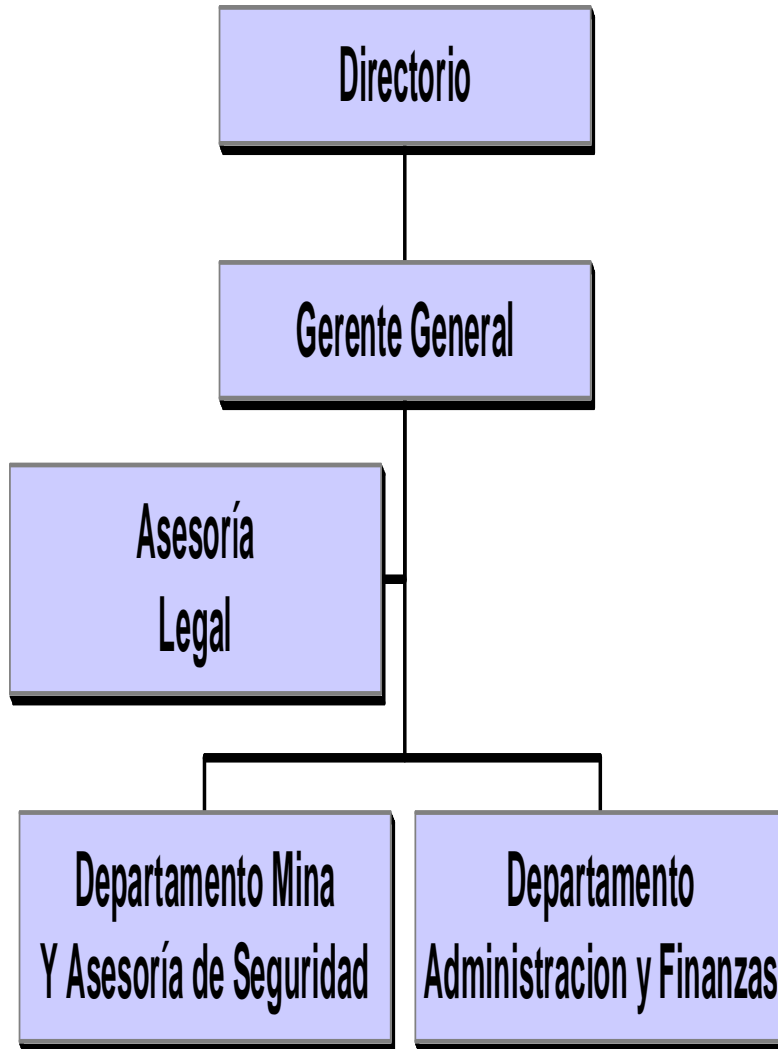 Directorio
Gerente General
Asesoría
Legal
Departamento Mina
Y Asesoría de Seguridad
Departamento
Administracion y Finanzas